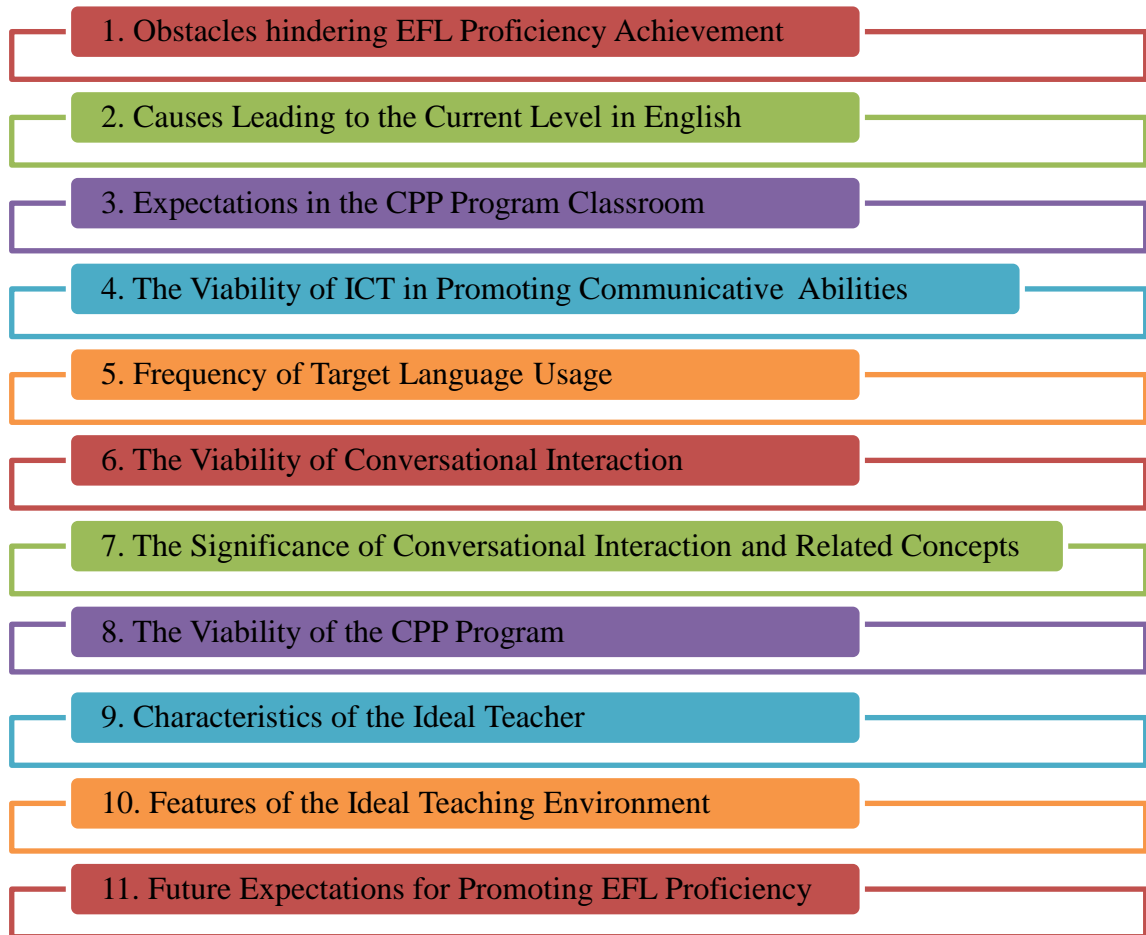 1. Obstacles hindering EFL Proficiency Achievement
2. Causes Leading to the Current Level in English
3. Expectations in the CPP Program Classroom
4. The Viability of ICT in Promoting Communicative Abilities
5. Frequency of Target Language Usage
6. The Viability of Conversational Interaction
7. The Significance of Conversational Interaction and Related Concepts
8. The Viability of the CPP Program
9. Characteristics of the Ideal Teacher
10. Features of the Ideal Teaching Environment
11. Future Expectations for Promoting EFL Proficiency